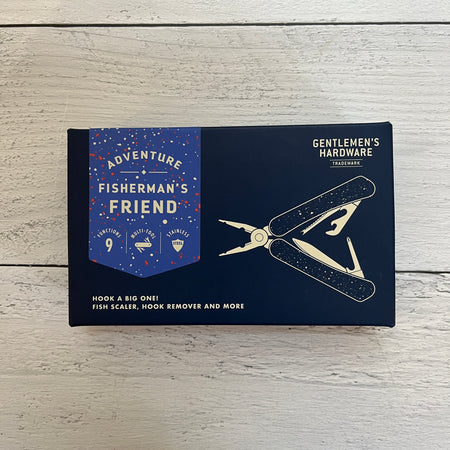 ADVENTURE
FISHERMAN'S
FRIEND
FUNCTIONS
9
MULTI-TOOL
STAINLESS
STEEL
GENTLEMEN'S
HARDWARE
TRADEMARK
HOOK A BIG ONE!
FISH SCALER, HOOK REMOVER AND MORE